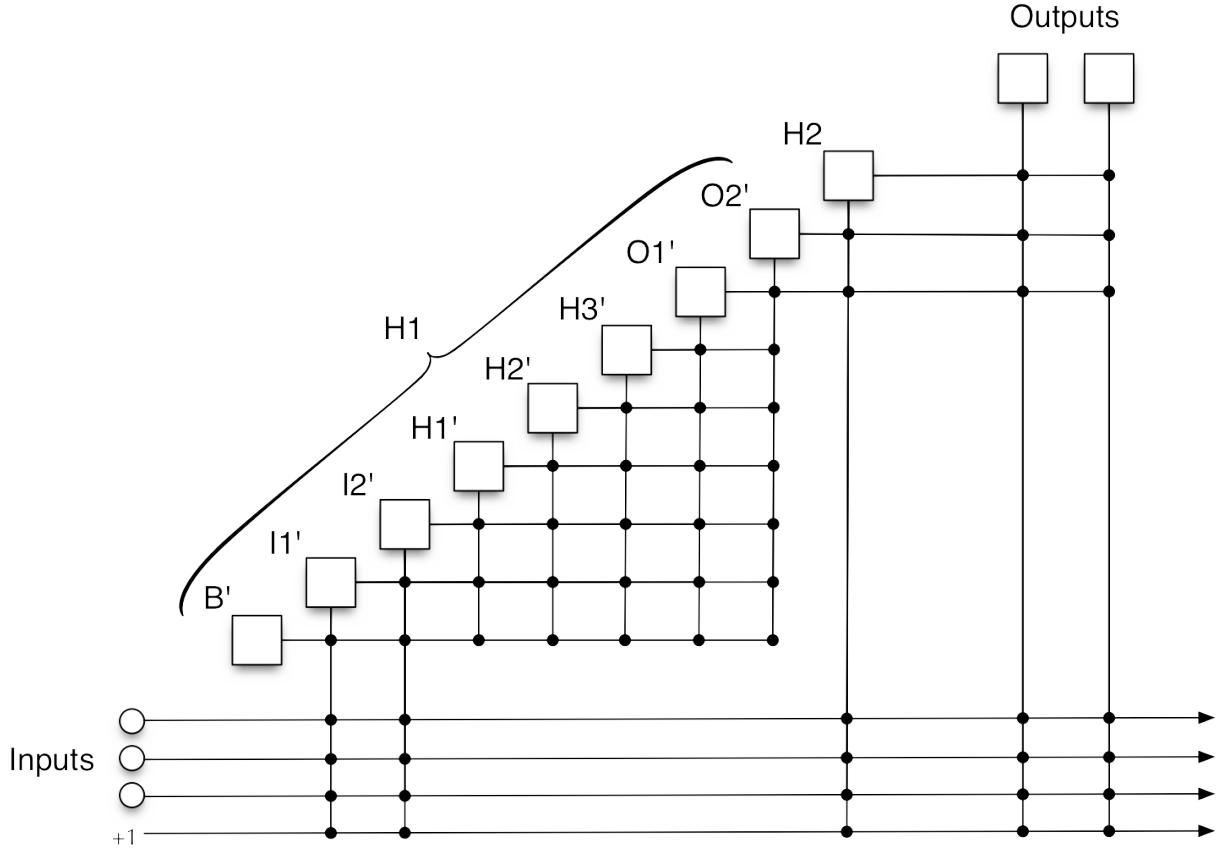 Outputs
H2
O2'
O1'
H3'
H1
H2'
H1'
I2'
I1'
B'
Inputs
+1